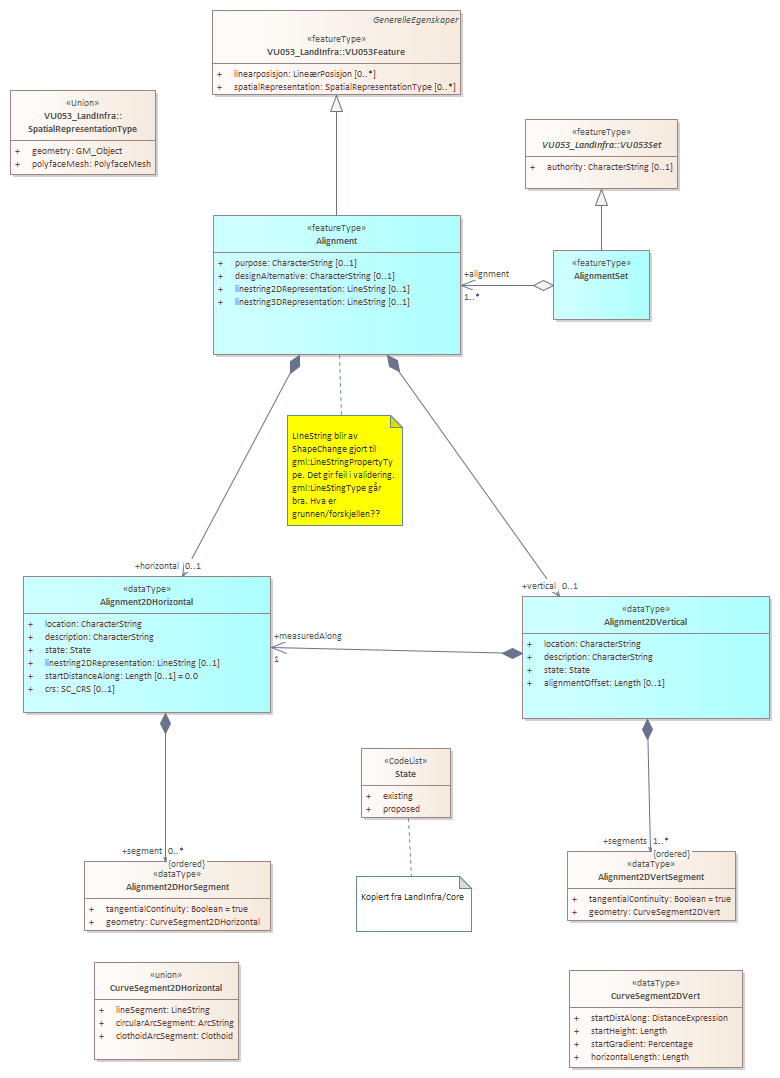 GenerelleEgenskaper
«featureType»
VU053_LandInfra::VU053Feature
+ linearposisjon: LineærPosisjon [0..*]
+ spatialRepresentation: SpatialRepresentationType [0..*]
«Union»
VU053_LandInfra::
SpatialRepresentationType
+ geometry: GM_Object
+ polyfaceMesh: PolyfaceMesh
«featureType»
VU053_LandInfra::VU053Set
+ authority: CharacterString [0..1]
«featureType»
Alignment
+ purpose: CharacterString [0..1]
+ designAlternative: CharacterString [0..1]
+ linestring2DRepresentation: LineString [0..1]
+ linestring3DRepresentation: LineString [0..1]
+alignment
1..*
«featureType»
AlignmentSet
LIneString blir av
ShapeChange gjort til
gml:LineStringPropertyTy
pe. Det gir feil i validering.
gml:LineStingType går
bra. Hva er
grunnen/forskjellen??
+horizontal 0..1
+vertical 0..1
«dataType»
Alignment2DHorizontal
+ location: CharacterString
+ description: CharacterString
+ state: State
+ linestring2DRepresentation: LineString [0..1]
+ startDistanceAlong: Length [0..1] = 0.0
+ crs: SC_CRS [0..1]
+measuredAlong
1
«dataType»
Alignment2DVertical
+ location: CharacterString
+ description: CharacterString
+ state: State
+ alignmentOffset: Length [0..1]
«CodeList»
State
+ existing
+ proposed
Kopiert fra LandInfra/Core
+segment 0..*
{ordered}
«dataType»
Alignment2DHorSegment
+ tangentialContinuity: Boolean = true
+ geometry: CurveSegment2DHorizontal
+segments 1..*
{ordered}
«dataType»
Alignment2DVertSegment
+ tangentialContinuity: Boolean = true
+ geometry: CurveSegment2DVert
«union»
CurveSegment2DHorizontal
+ lineSegment: LineString
+ circularArcSegment: ArcString
+ clothoidArcSegment: Clothoid
«dataType»
CurveSegment2DVert
+ startDistAlong: DistanceExpression
+ startHeight: Length
+ startGradient: Percentage
+ horizontalLength: Length